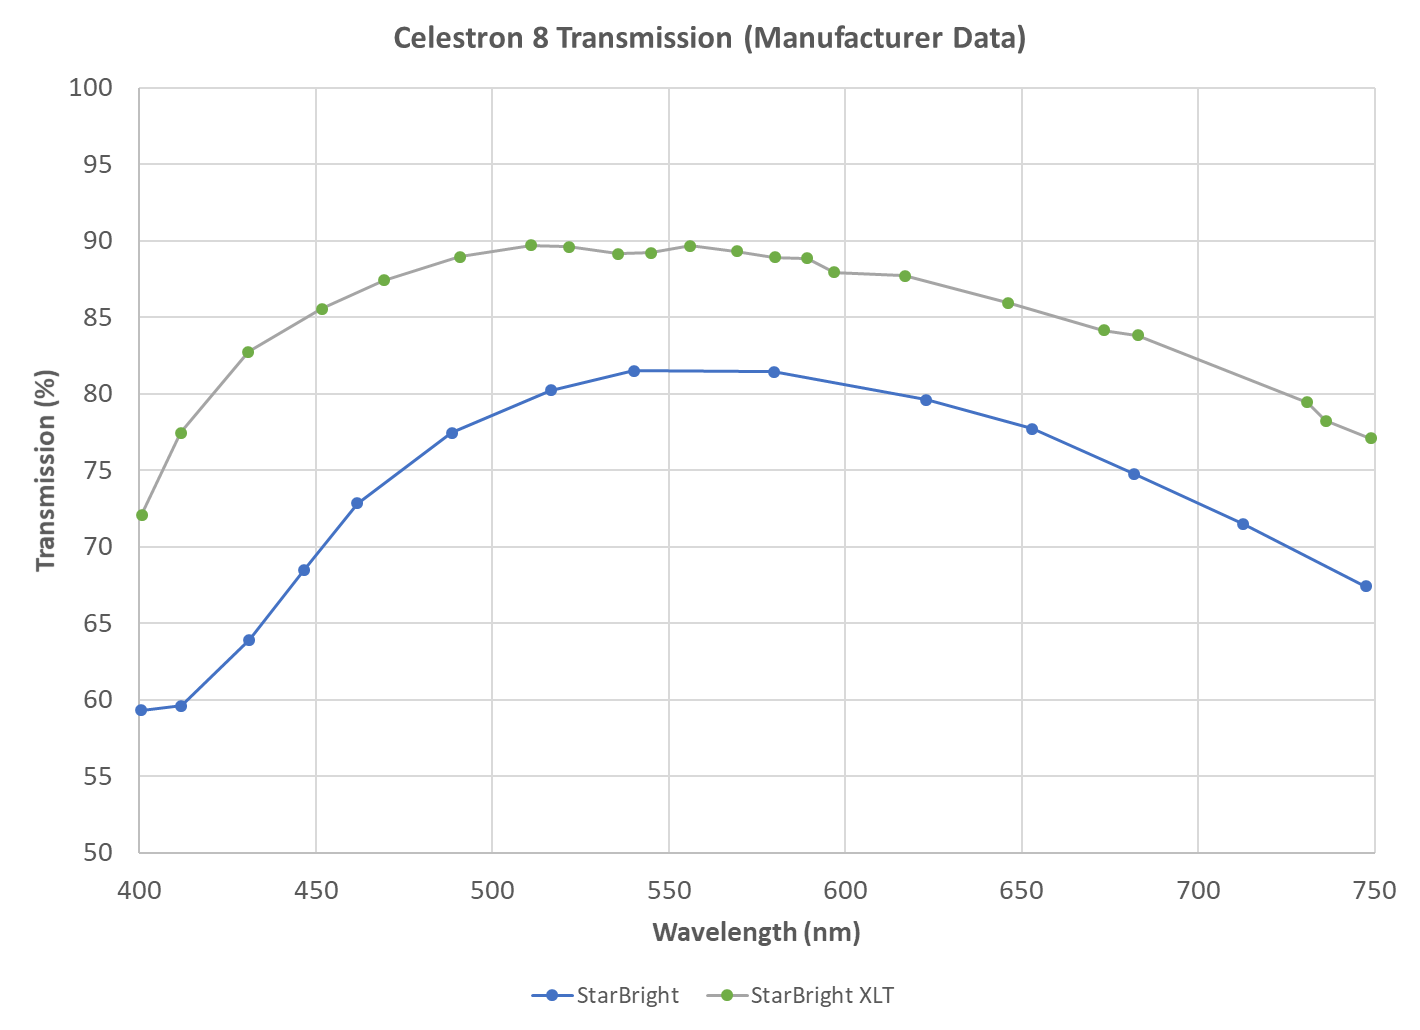 Celestron 8 Transmission (Manufacturer Data)
100
95
90
85
80
75
70
65
60
55
50
Transmission (%)
400 450 500 550 600 650 700 750
Wavelength (nm)
StarBright StarBright XLT